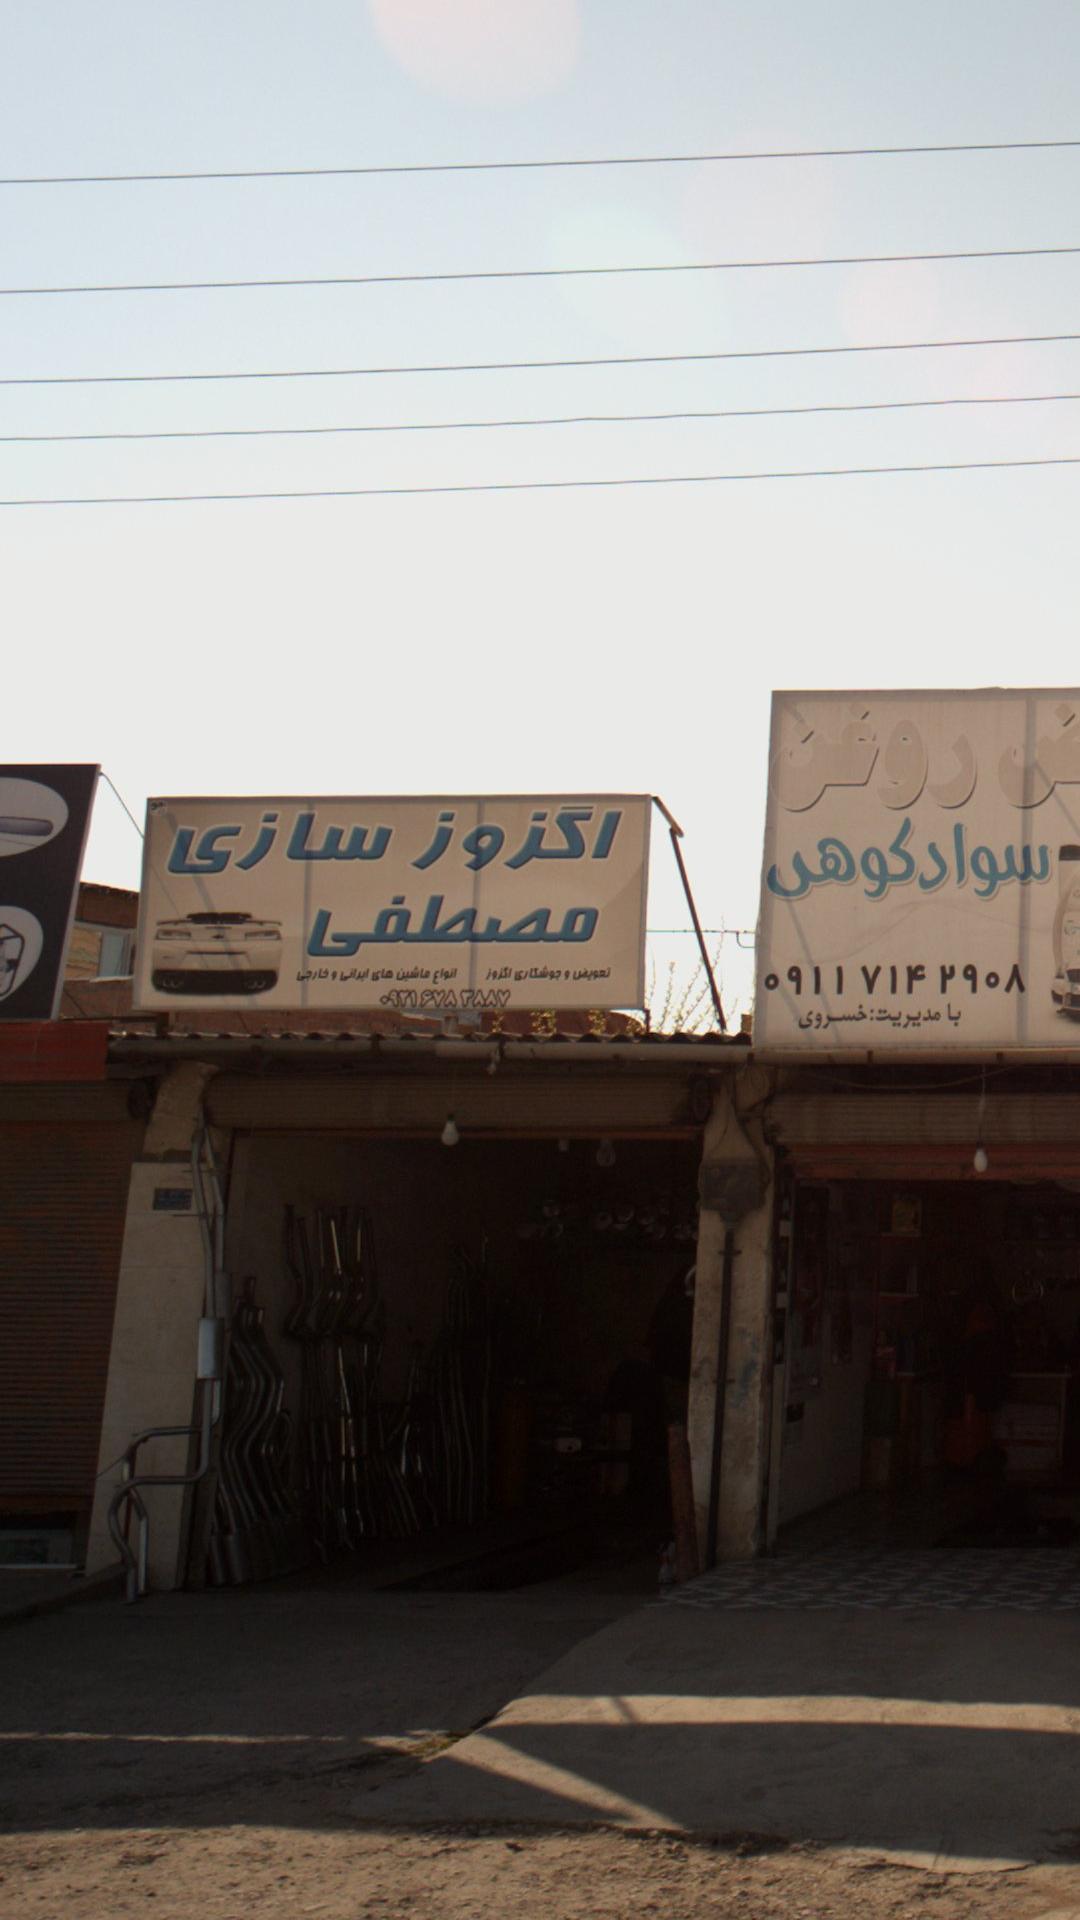 اگزوز سازی
مصطفی
تعویض و جوشکاری اگزوز انواع ماشین های ایرانی و خارجی
۰۹۲۱ ۶۷۸ ۳۸۸۷
روغن
سوادکوهی
۰۹۱۱ ۷۱۴ ۲۹۰۸
با مدیریت:خسروی